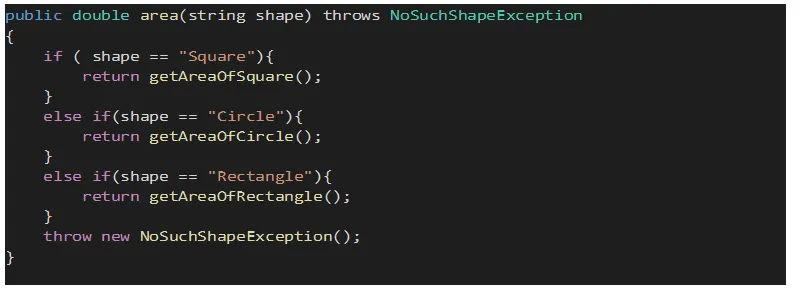 public double area(string shape) throws NoSuchShapeException
{
    if ( shape == "Square"){
        return getAreaOfSquare();
    }
    else if(shape == "Circle"){
        return getAreaOfCircle();
    }
    else if(shape == "Rectangle"){
        return getAreaOfRectangle();
    }
    throw new NoSuchShapeException();
}